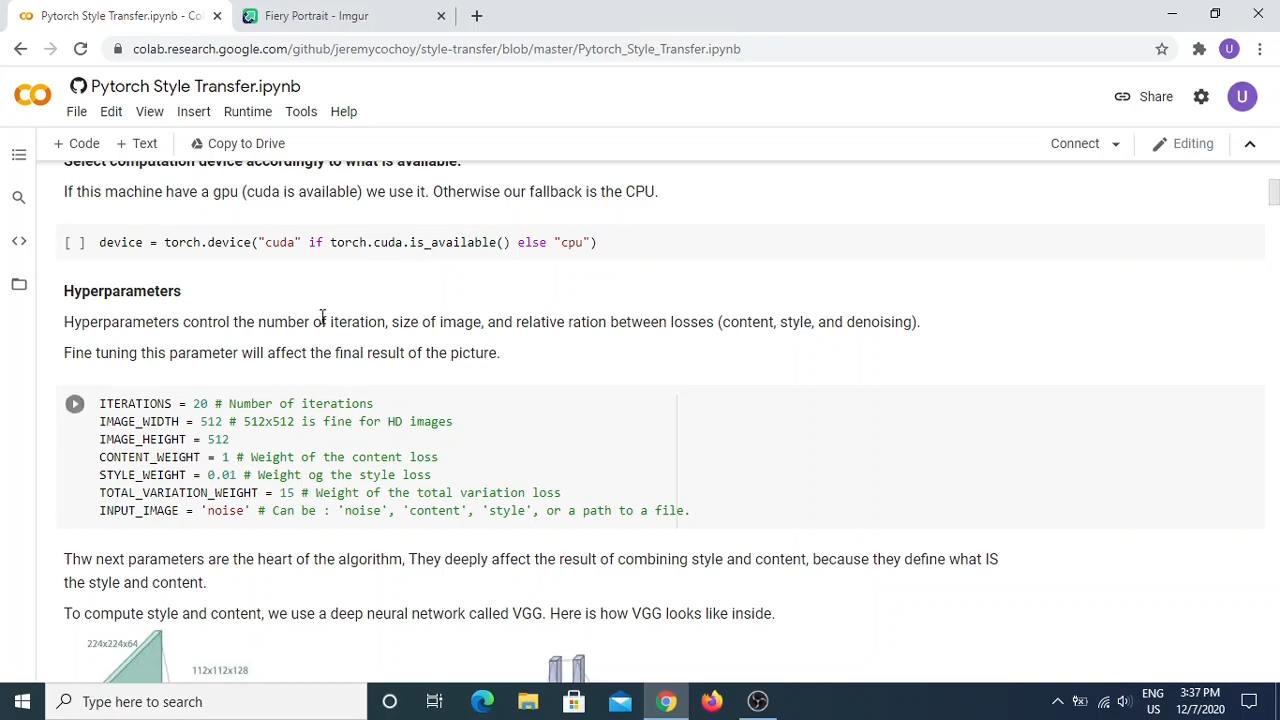 Pytorch Style Transfer.ipynb - Co
Fiery Portrait - Imgur
colab.research.google.com/github/jeremycochoy/style-transfer/blob/master/Pytorch_Style_Transfer.ipynb
U
Pytorch Style Transfer.ipynb
File Edit View Insert Runtime Tools Help
Share
U
+ Code + Text Copy to Drive
Connect
Editing
Select computation device accordingly to what is available.
If this machine have a gpu (cuda is available) we use it. Otherwise our fallback is the CPU.
[ ] device = torch.device("cuda" if torch.cuda.is_available() else "cpu")
Hyperparameters
Hyperparameters control the number of iteration, size of image, and relative ration between losses (content, style, and denoising).
Fine tuning this parameter will affect the final result of the picture.
ITERATIONS = 20 # Number of iterations
IMAGE_WIDTH = 512 # 512x512 is fine for HD images
IMAGE_HEIGHT = 512
CONTENT_WEIGHT = 1 # Weight of the content loss
STYLE_WEIGHT = 0.01 # Weight og the style loss
TOTAL_VARIATION_WEIGHT = 15 # Weight of the total variation loss
INPUT_IMAGE = 'noise' # Can be : 'noise', 'content', 'style', or a path to a file.
Thw next parameters are the heart of the algorithm, They deeply affect the result of combining style and content, because they define what IS
the style and content.
To compute style and content, we use a deep neural network called VGG. Here is how VGG looks like inside.
224x224x64
112x112x128
Type here to search
ENG
US
3:37 PM
12/7/2020